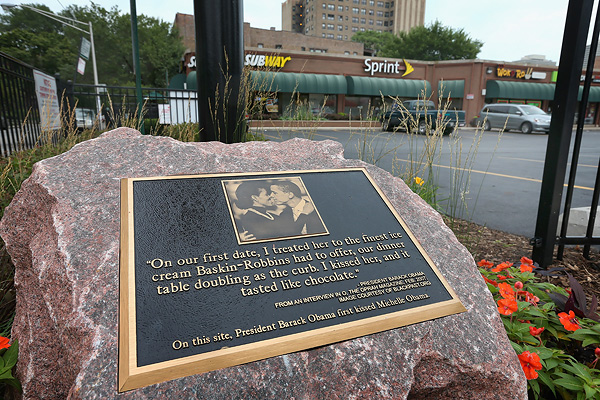 SUBWAY
Sprint
WOK N ROLL
"On our first date, I treated her to the finest ice
cream Baskin-Robbins had to offer, our dinner
table doubling as the curb. I kissed her, and it
tasted like chocolate."
- PRESIDENT BARACK OBAMA
FROM AN INTERVIEW IN O, THE OPRAH MAGAZINE, FEB 2007
IMAGE COURTESY OF BLACKPAST.ORG
On this site, President Barack Obama first kissed Michelle Obama.